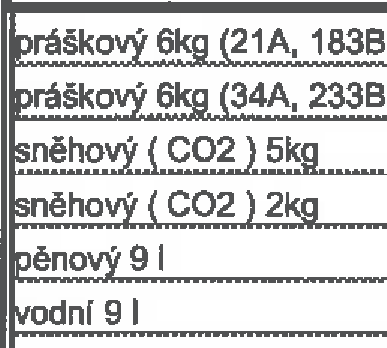 práškový 6kg (21A, 183B
práškový 6kg (34A, 233B
sněhový ( CO2 ) 5kg
sněhový ( CO2 ) 2kg
pěnový 9 l
vodní 9 l